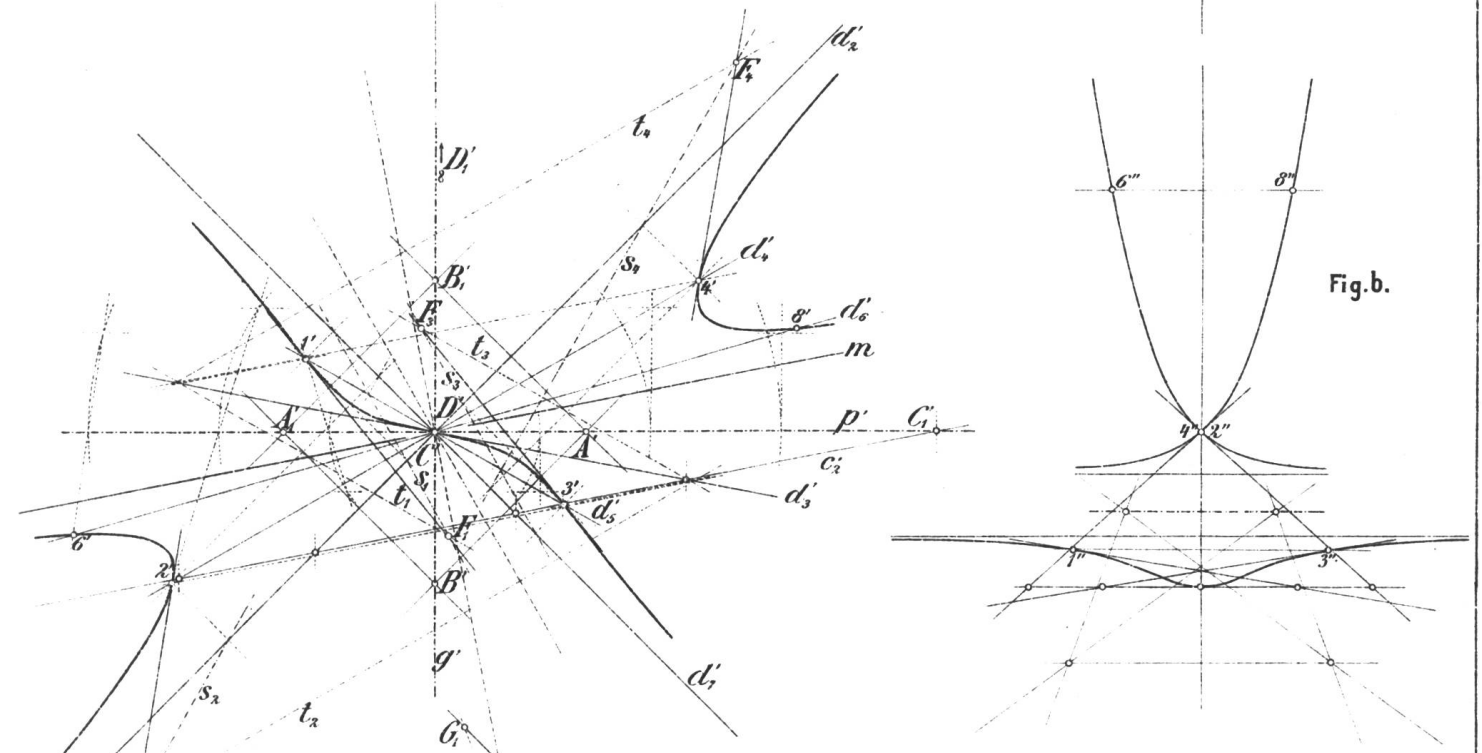 d'₂
F₄
t₄
D'₁
6"
8"
s₄
d'₄
B'₁
4'
Fig.b.
F₃
8'
d'₆
1'
t₃
m
s₃
D'
p'
C'₁
4" 2"
A'₁
A'
C'
c'₂
s₁
t₁
3'
d'₃
d'₅
6'
F₁
1"
3"
2'
B'
g'
d'₇
s₂
t₂
G'₁